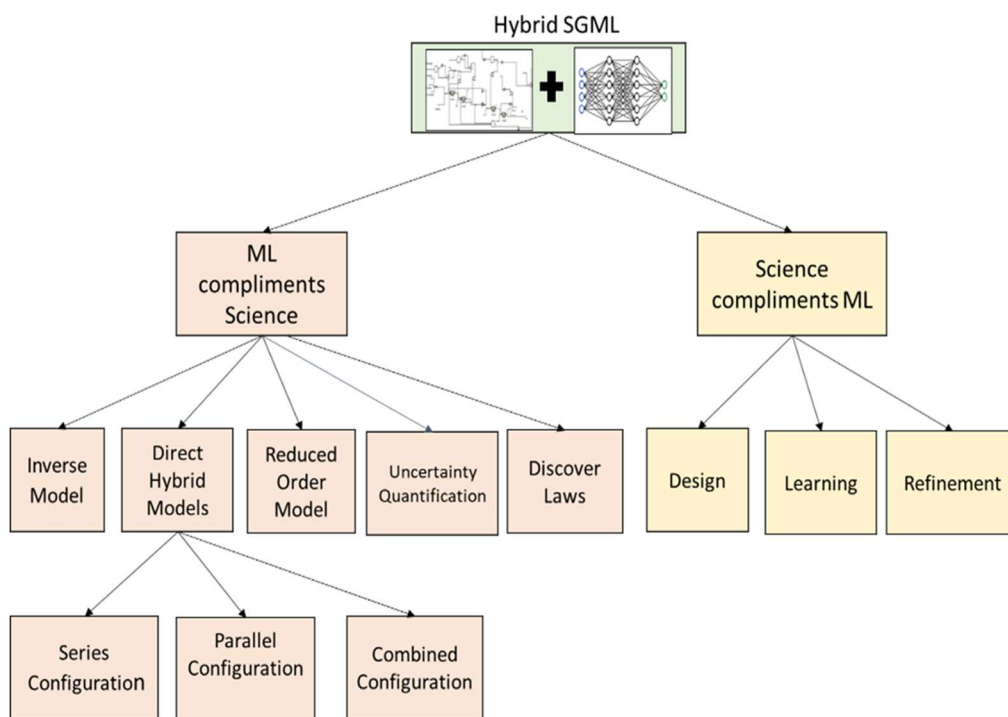 Hybrid SGML
ML
compliments
Science
Science
compliments ML
Inverse
Model
Direct
Hybrid
Models
Reduced
Order
Model
Uncertainty
Quantification
Discover
Laws
Design
Learning
Refinement
Series
Configuration
Parallel
Configuration
Combined
Configuration